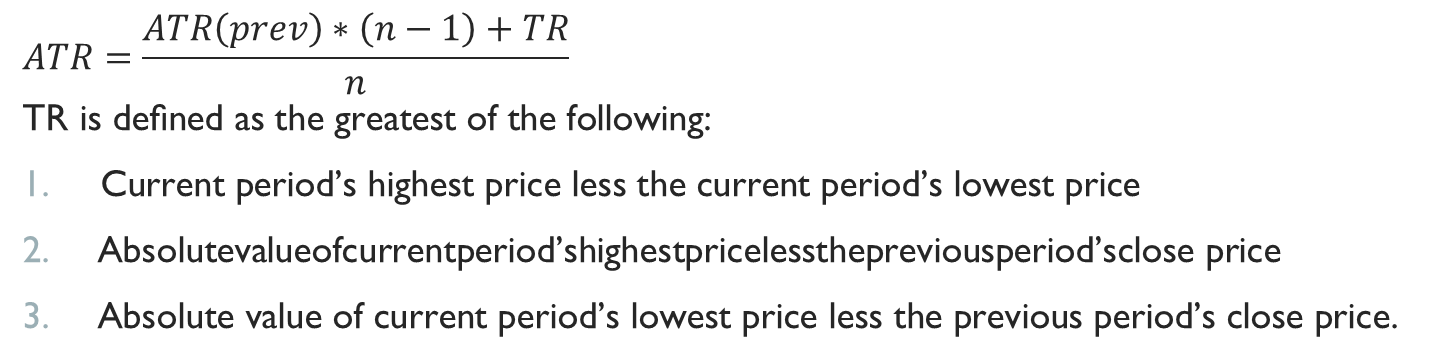 ATR = \frac{ATR(prev) * (n − 1) + TR}{n}
TR is defined as the greatest of the following:
1. Current period’s highest price less the current period’s lowest price
2. Absolutevalueofcurrentperiod’shighestpricelessthepreviousperiod’sclose price
3. Absolute value of current period’s lowest price less the previous period’s close price.